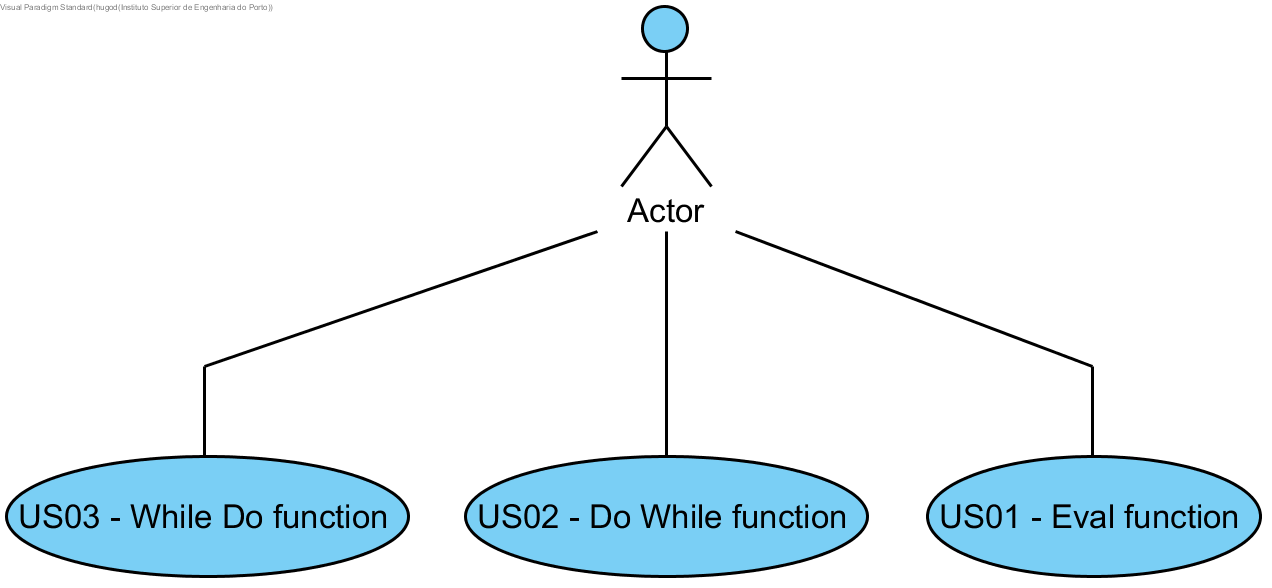 Visual Paradigm Standard(hugod(Instituto Superior de Engenharia do Porto))
Actor
US03 - While Do function
US02 - Do While function
US01 - Eval function